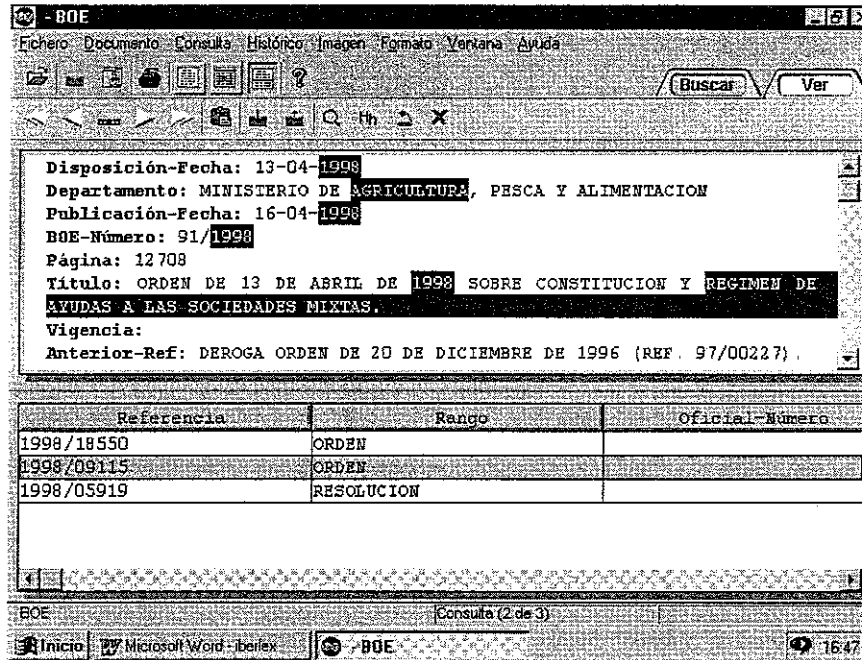 - BOE
Fichero Documento Consulta Histórico Imagen Formato Ventana Ayuda
Buscar Ver
Disposición-Fecha: 13-04-1998
Departamento: MINISTERIO DE AGRICULTURA, PESCA Y ALIMENTACION
Publicación-Fecha: 16-04-1998
BOE-Número: 91/1998
Página: 12708
Título: ORDEN DE 13 DE ABRIL DE 1998 SOBRE CONSTITUCION Y REGIMEN DE
AYUDAS A LAS SOCIEDADES MIXTAS.
Vigencia:
Anterior-Ref: DEROGA ORDEN DE 20 DE DICIEMBRE DE 1996 (REF. 97/00227).
Referencia Rango Oficial-Número
1998/18550 ORDEN
1998/09115 ORDEN
1998/05919 RESOLUCION
BOE Consulta (2 de 3)
Inicio Microsoft Word - iberlex - BOE 16:47